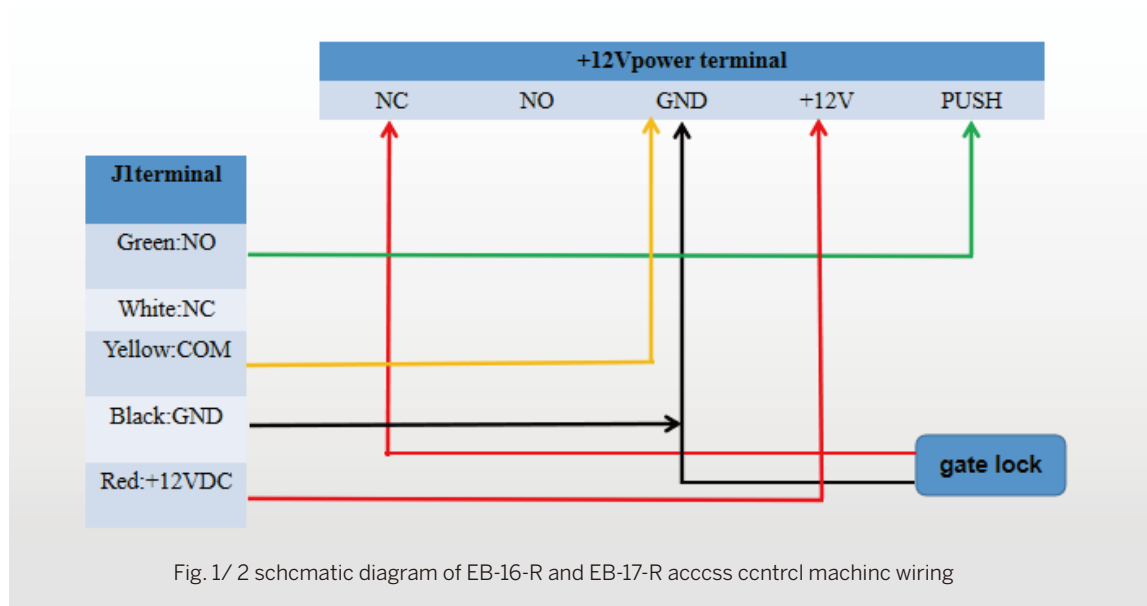 +12Vpower terminal
NC NO GND +12V PUSH
J1terminal
Green:NO
White:NC
Yellow:COM
Black:GND
Red:+12VDC
gate lock
Fig. 1/ 2 schcmatic diagram of EB-16-R and EB-17-R acccss ccntrcl machinc wiring